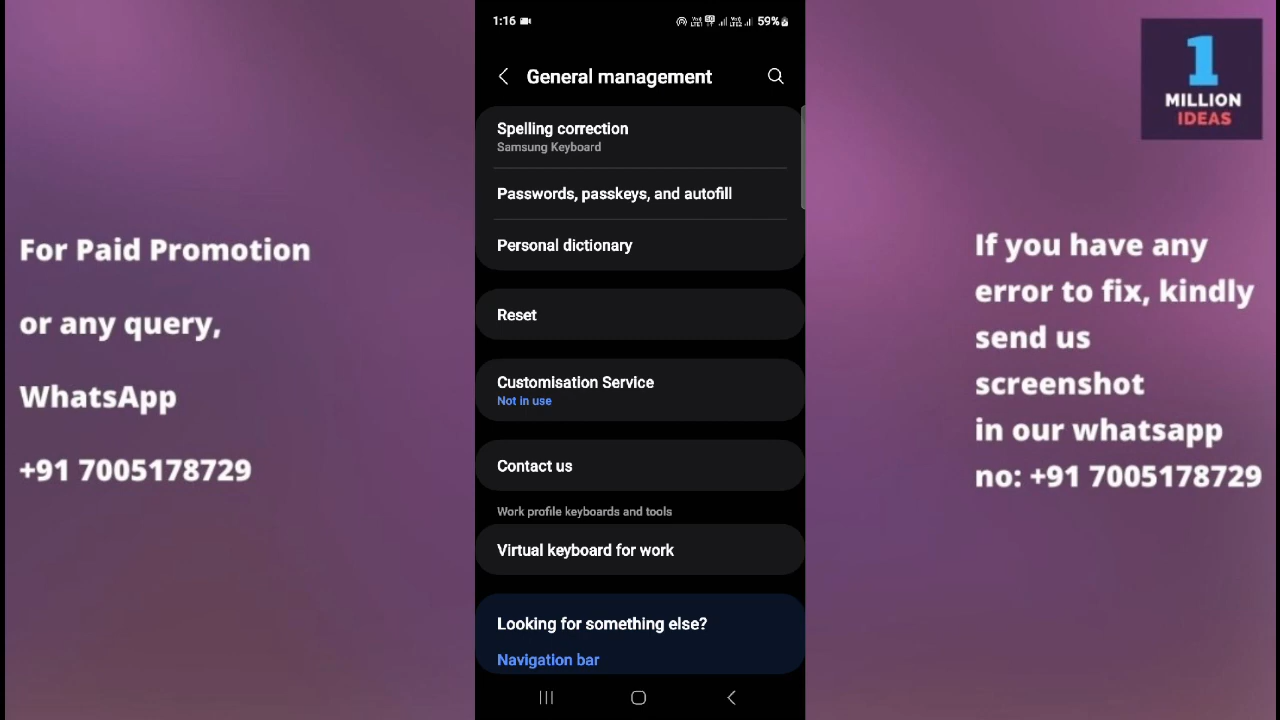 For Paid Promotion
or any query,
WhatsApp
+91 7005178729
1:16
59%
General management
Spelling correction
Samsung Keyboard
Passwords, passkeys, and autofill
Personal dictionary
Reset
Customisation Service
Not in use
Contact us
Work profile keyboards and tools
Virtual keyboard for work
Looking for something else?
Navigation bar
1
MILLION
IDEAS
If you have any
error to fix, kindly
send us
screenshot
in our whatsapp
no: +91 7005178729